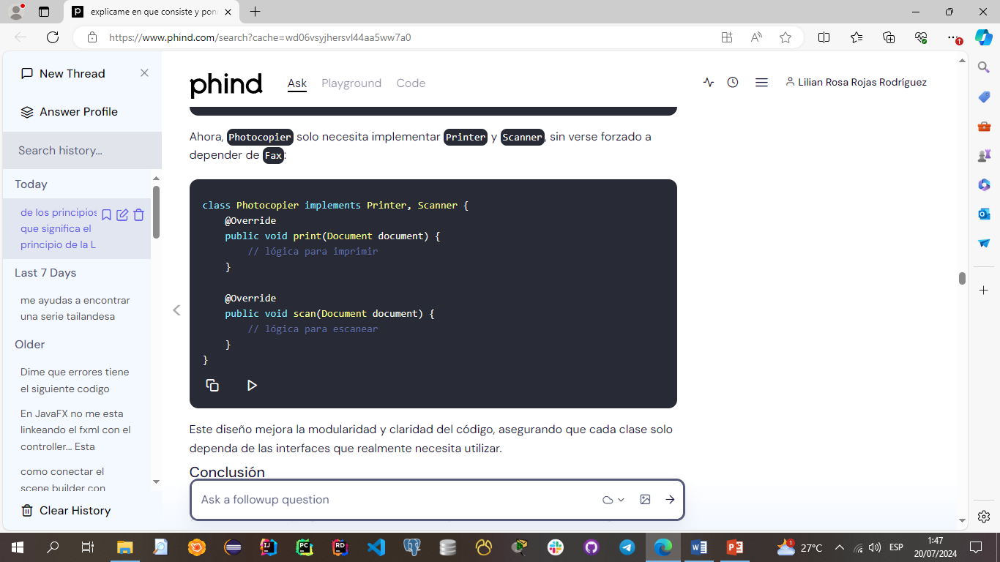 explicame en que consiste y pon
https://www.phind.com/search?cache=wd06vsyjhersvl44aa5ww7a0
New Thread
Answer Profile
Search history...
Today
de los principios
que significa el
principio de la L
Last 7 Days
me ayudas a encontrar
una serie tailandesa
Older
Dime que errores tiene
el siguiente codigo
En JavaFX no me esta
linkeando el fxml con el
controller... Esta
como conectar el
scene builder con
Clear History
phind
Ask Playground Code
Lilian Rosa Rojas Rodríguez
Ahora, Photocopier solo necesita implementar Printer y Scanner, sin verse forzado a
depender de Fax:
class Photocopier implements Printer, Scanner {
@Override
public void print(Document document) {
// lógica para imprimir
}
@Override
public void scan(Document document) {
// lógica para escanear
}
}
Este diseño mejora la modularidad y claridad del código, asegurando que cada clase solo
dependa de las interfaces que realmente necesita utilizar.
Conclusión
Ask a followup question
27°C
ESP
1:47
20/07/2024